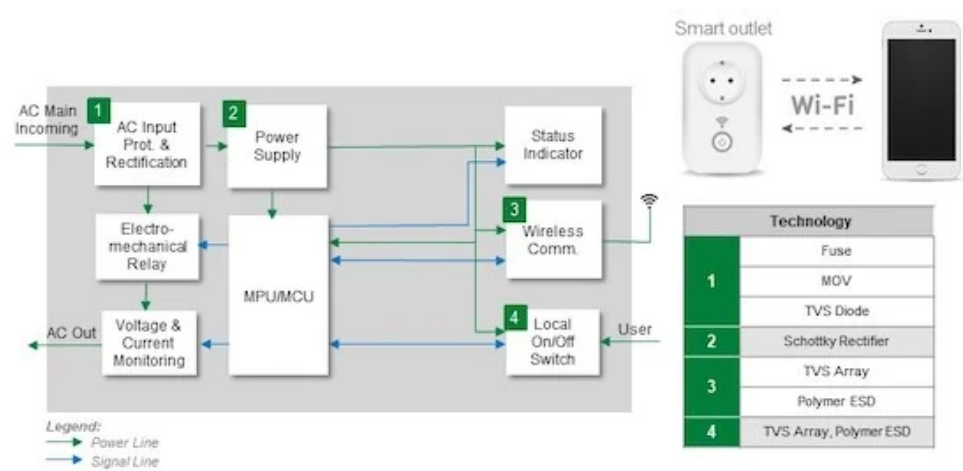 Smart outlet
Wi-Fi
AC Main
Incoming
1
AC Input
Prot. &
Rectification
2
Power
Supply
Status
Indicator
Electro-
mechanical
Relay
MPU/MCU
3
Wireless
Comm.
AC Out
Voltage &
Current
Monitoring
4
Local
On/Off
Switch
User
Legend:
Power Line
Signal Line
Technology
1
Fuse
MOV
TVS Diode
2
Schottky Rectifier
3
TVS Array
Polymer ESD
4
TVS Array, Polymer ESD